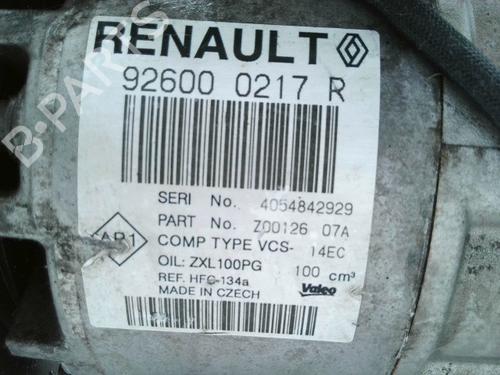 RENAULT
92600 0217 R
SERI No. 4054842929
PART No. Z00126 07A
COMP TYPE VCS- 14EC
OIL: ZXL100PG 100 cm³
REF. HFC-134a
MADE IN CZECH
Valeo
AP1
B-PARTS